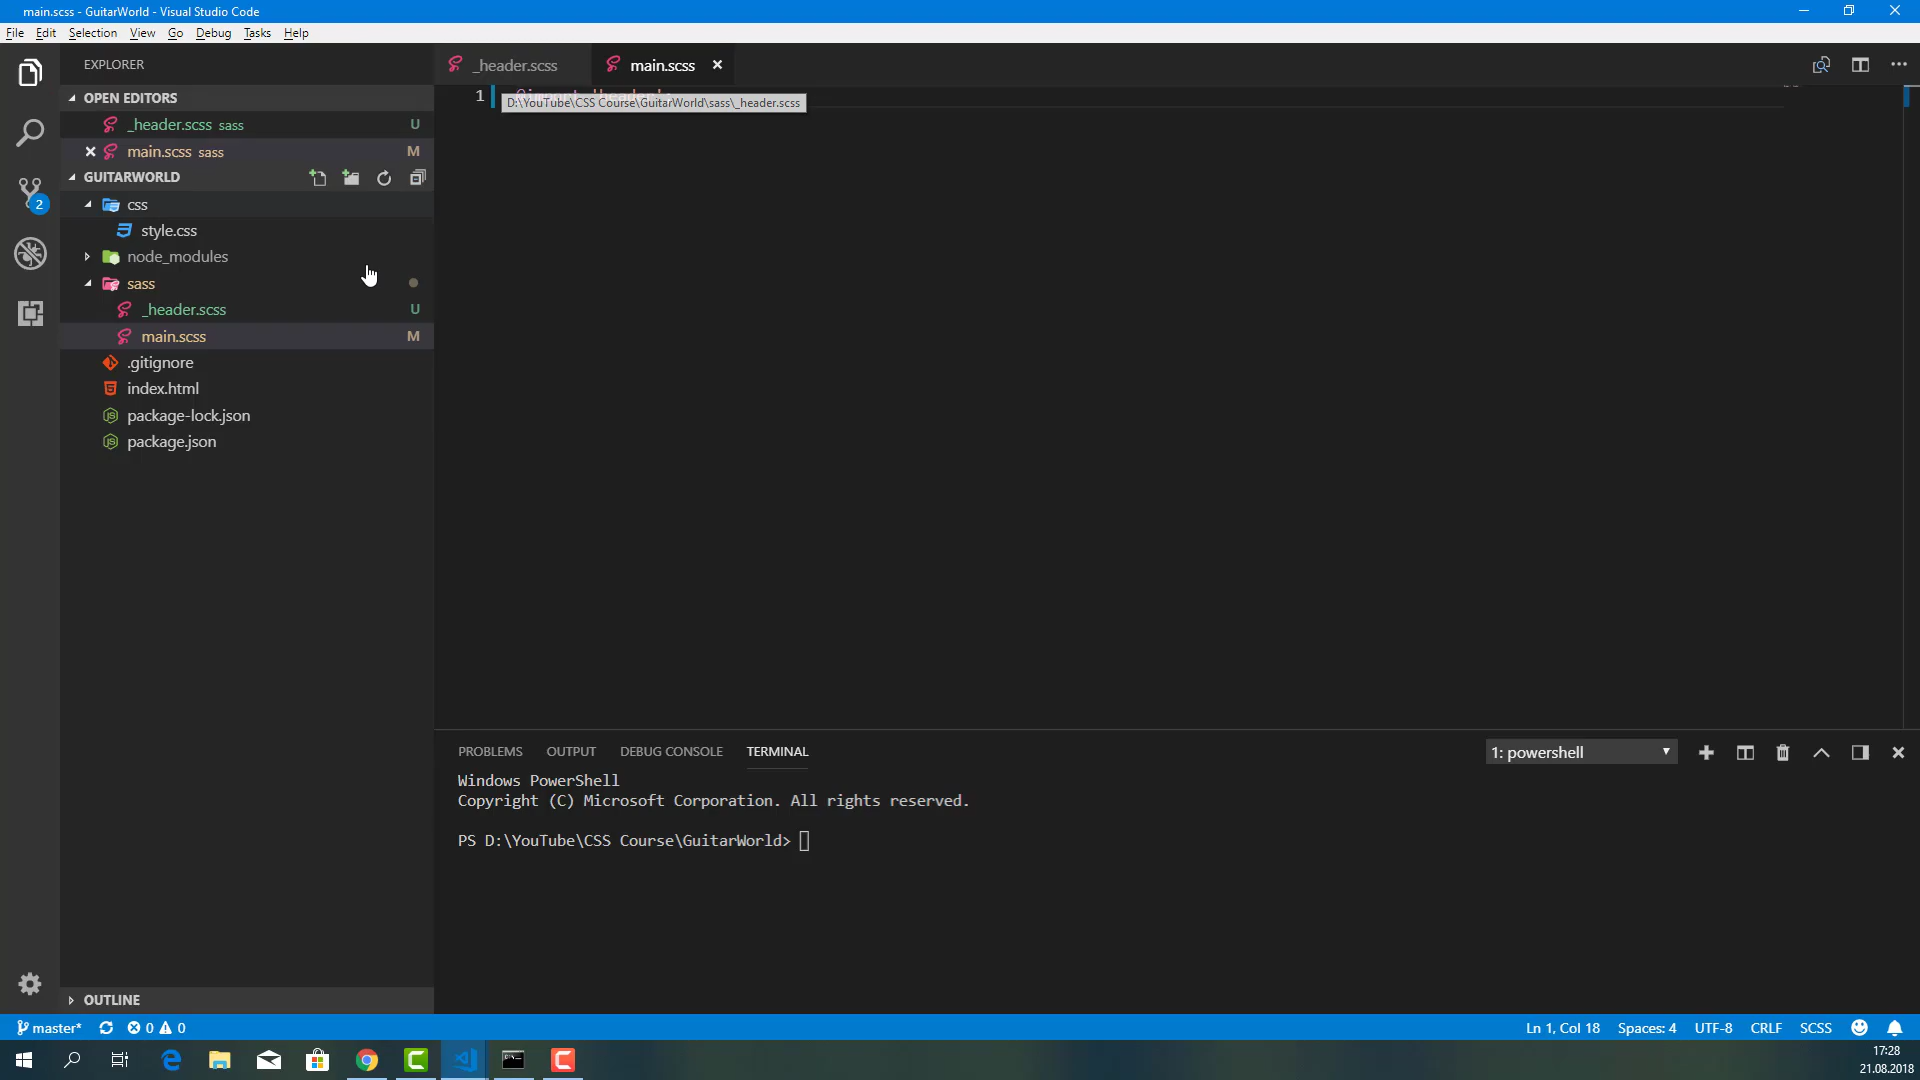 main.scss - GuitarWorld - Visual Studio Code
File Edit Selection View Go Debug Tasks Help
EXPLORER
OPEN EDITORS
_header.scss sass U
main.scss sass M
GUITARWORLD
css
style.css
node_modules
sass
_header.scss U
main.scss M
.gitignore
index.html
package-lock.json
package.json
OUTLINE
2
_header.scss main.scss
1
D:\YouTube\CSS Course\GuitarWorld\sass\_header.scss
PROBLEMS OUTPUT DEBUG CONSOLE TERMINAL
1: powershell
Windows PowerShell
Copyright (C) Microsoft Corporation. All rights reserved.
PS D:\YouTube\CSS Course\GuitarWorld>
master* 0 0
Ln 1, Col 18 Spaces: 4 UTF-8 CRLF SCSS
17:28
21.08.2018